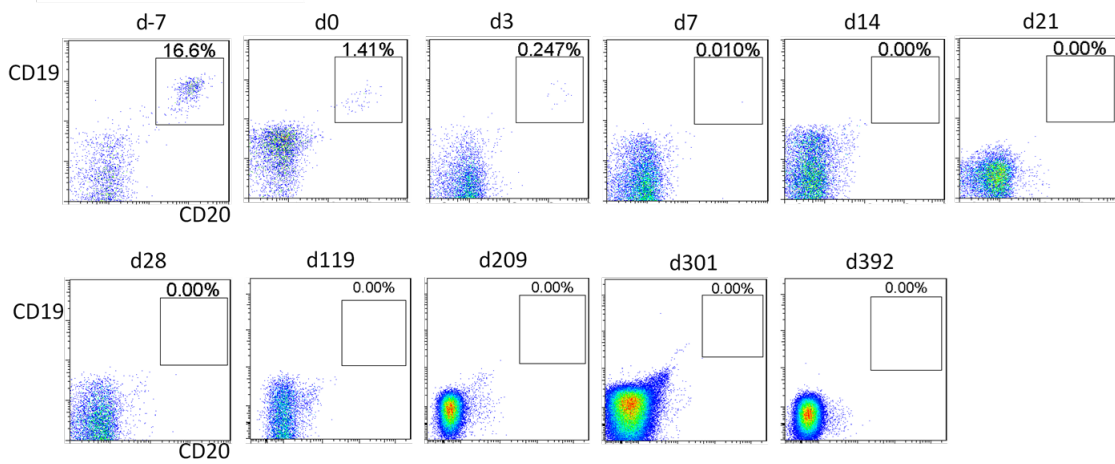 d-7 d0 d3 d7 d14 d21
16.6% 1.41% 0.247% 0.010% 0.00% 0.00%
CD19
CD20
d28 d119 d209 d301 d392
0.00% 0.00% 0.00% 0.00% 0.00%
CD19
CD20